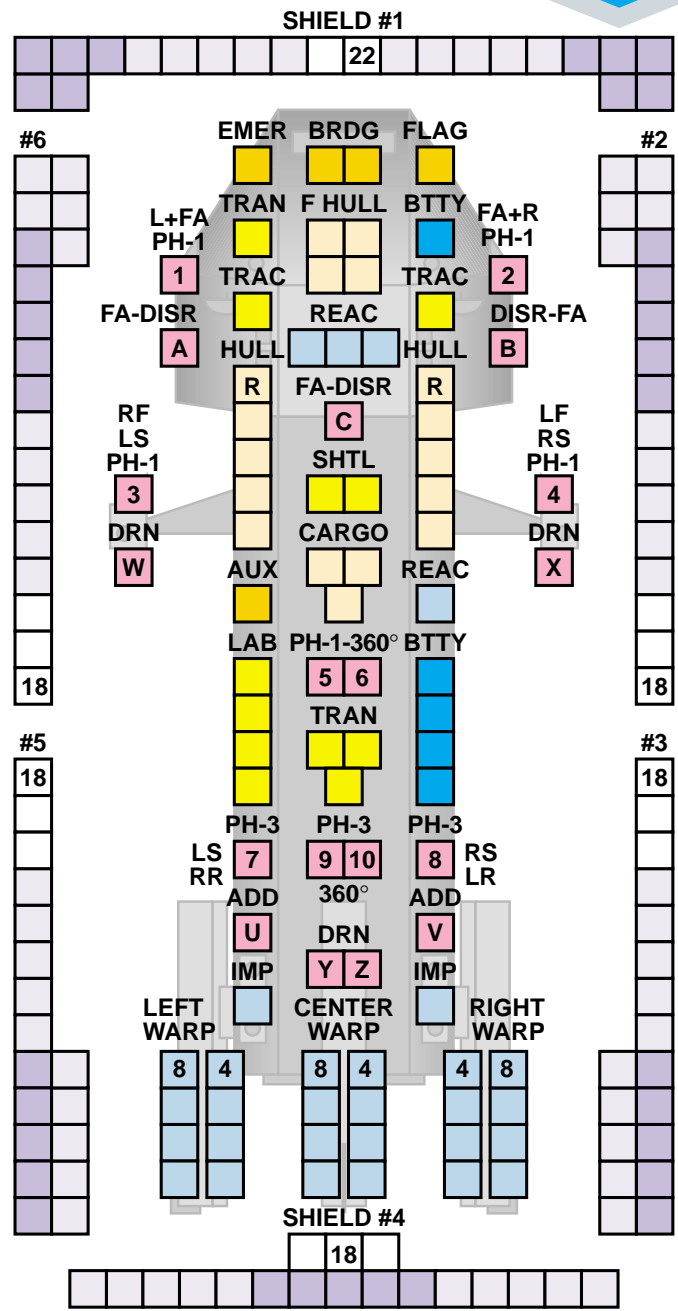 SHIELD #1
22
EMER BRDG FLAG
#6 #2
TRAN F HULL BTTY
L+FA
PH-1
FA+R
PH-1
1 2
TRAC TRAC
FA-DISR REAC DISR-FA
A B
HULL HULL
R FA-DISR R
C
RF
LS
PH-1
LF
RS
PH-1
SHTL
3 4
DRN CARGO DRN
W X
AUX REAC
LAB PH-1-360° BTTY
5 6
18 18
TRAN
#5 #3
18 18
PH-3 PH-3 PH-3
LS
RR
7 9 10 8
RS
LR
360°
ADD ADD
U DRN V
Y Z
IMP IMP
LEFT
WARP
CENTER
WARP
RIGHT
WARP
8 4 8 4 4 8
SHIELD #4
18